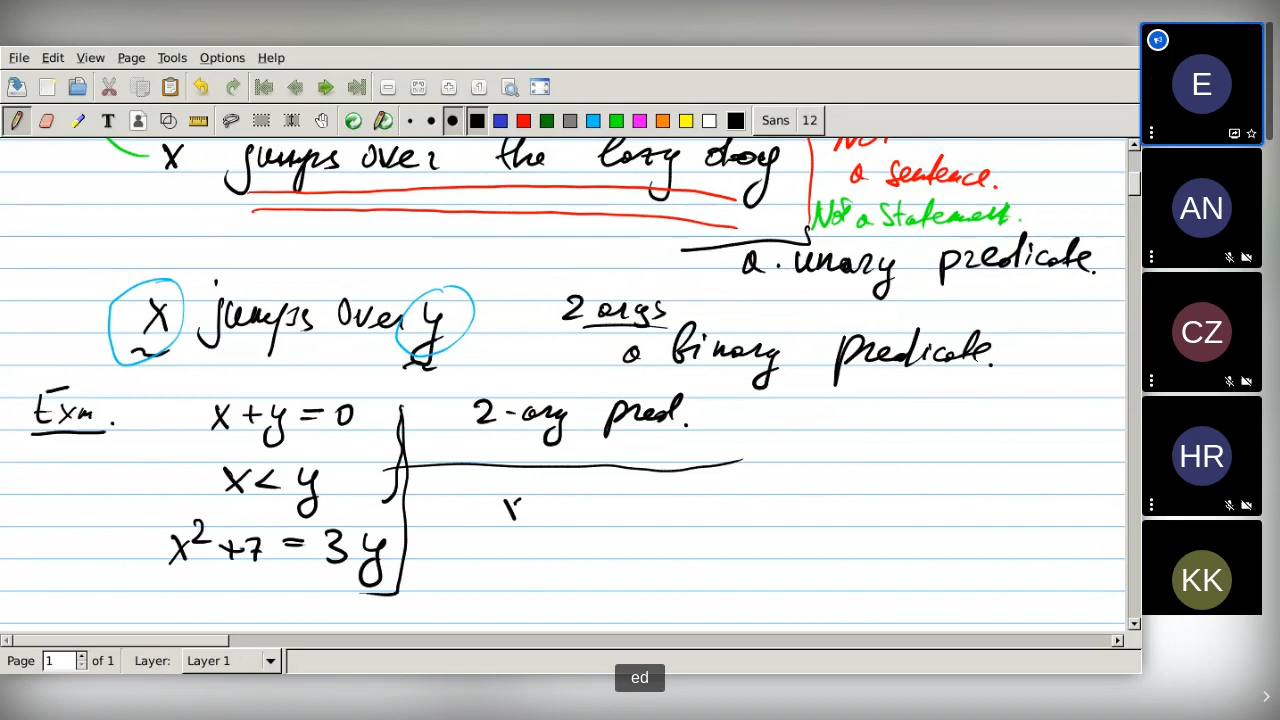 File Edit View Page Tools Options Help
Sans 12
x jumps over the lazy dog
Not
a sentence.
Not a statement.
a unary predicate.
x jumps over y
2 args
a binary predicate.
Exm.
x+y=0
2-ary pred.
x<y
x²+7 = 3y
Page 1 of 1 Layer: Layer 1
ed
E
AN
CZ
HR
KK